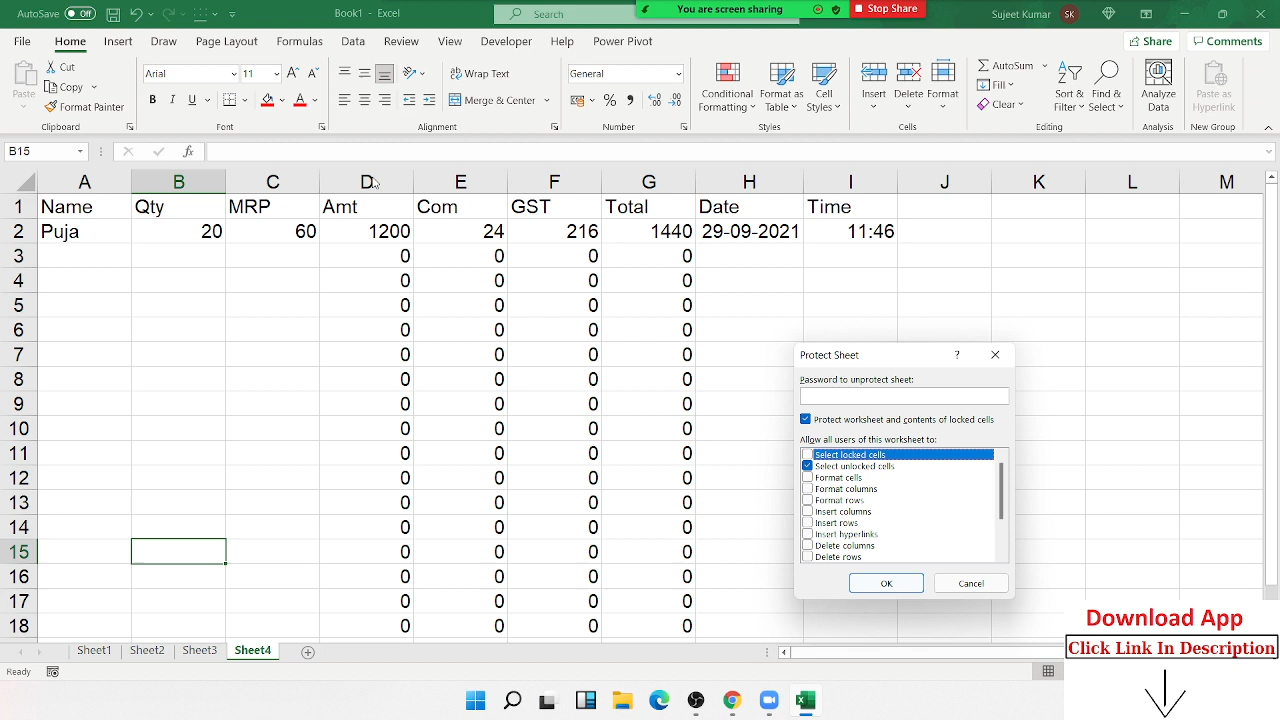 AutoSave Off Book1 - Excel Search You are screen sharing Stop Share Sujeet Kumar SK
File Home Insert Draw Page Layout Formulas Data Review View Developer Help Power Pivot Share Comments
Paste Cut Copy Format Painter Clipboard
Arial 11 B I U A Font
Wrap Text Merge & Center Alignment
General % Number
Conditional Formatting Format as Table Cell Styles Styles
Insert Delete Format Cells
AutoSum Fill Clear Sort & Filter Find & Select Editing
Analyze Data Analysis
Paste as Hyperlink New Group
B15 fx
A B C D E F G H I J K L M
1 Name Qty MRP Amt Com GST Total Date Time
2 Puja 20 60 1200 24 216 1440 29-09-2021 11:46
3 0 0 0 0
4 0 0 0 0
5 0 0 0 0
6 0 0 0 0
7 0 0 0 0
8 0 0 0 0
9 0 0 0 0
10 0 0 0 0
11 0 0 0 0
12 0 0 0 0
13 0 0 0 0
14 0 0 0 0
15 0 0 0 0
16 0 0 0 0
17 0 0 0 0
18 0 0 0 0
Protect Sheet ?
Password to unprotect sheet:
Protect worksheet and contents of locked cells
Allow all users of this worksheet to:
Select locked cells
Select unlocked cells
Format cells
Format columns
Format rows
Insert columns
Insert rows
Insert hyperlinks
Delete columns
Delete rows
OK Cancel
Sheet1 Sheet2 Sheet3 Sheet4
Ready
Download App
Click Link In Description